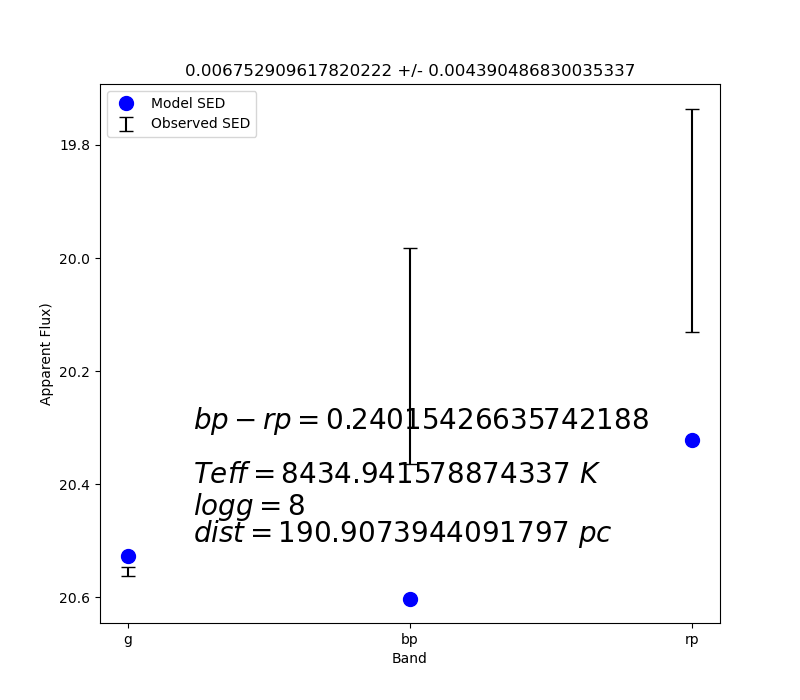 0.006752909617820222 +/- 0.004390486830035337
Model SED
Observed SED
19.8
20.0
20.2
20.4
20.6
Apparent Flux)
bp − rp = 0.24015426635742188
Teff = 8434.941578874337 K
logg = 8
dist = 190.9073944091797 pc
g
bp
rp
Band